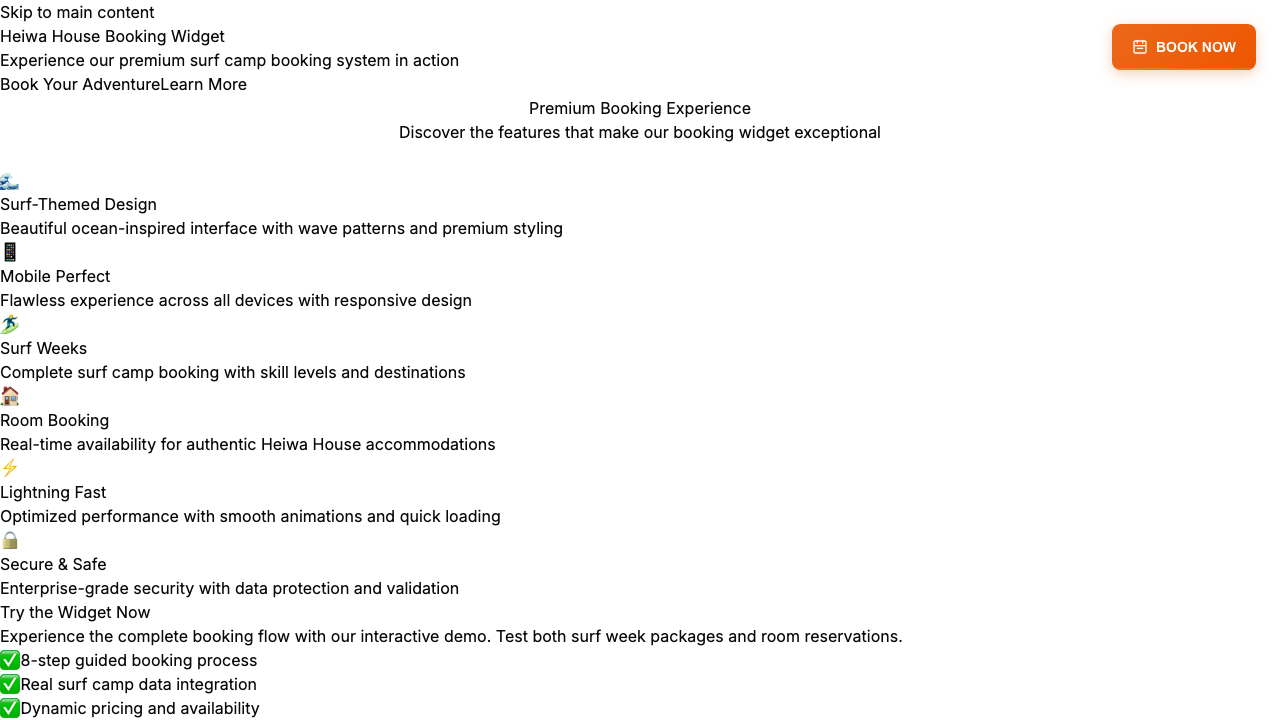 Skip to main content
Heiwa House Booking Widget
BOOK NOW
Experience our premium surf camp booking system in action
Book Your AdventureLearn More
Premium Booking Experience
Discover the features that make our booking widget exceptional
Surf-Themed Design
Beautiful ocean-inspired interface with wave patterns and premium styling
Mobile Perfect
Flawless experience across all devices with responsive design
Surf Weeks
Complete surf camp booking with skill levels and destinations
Room Booking
Real-time availability for authentic Heiwa House accommodations
Lightning Fast
Optimized performance with smooth animations and quick loading
Secure & Safe
Enterprise-grade security with data protection and validation
Try the Widget Now
Experience the complete booking flow with our interactive demo. Test both surf week packages and room reservations.
✅8-step guided booking process
✅Real surf camp data integration
✅Dynamic pricing and availability